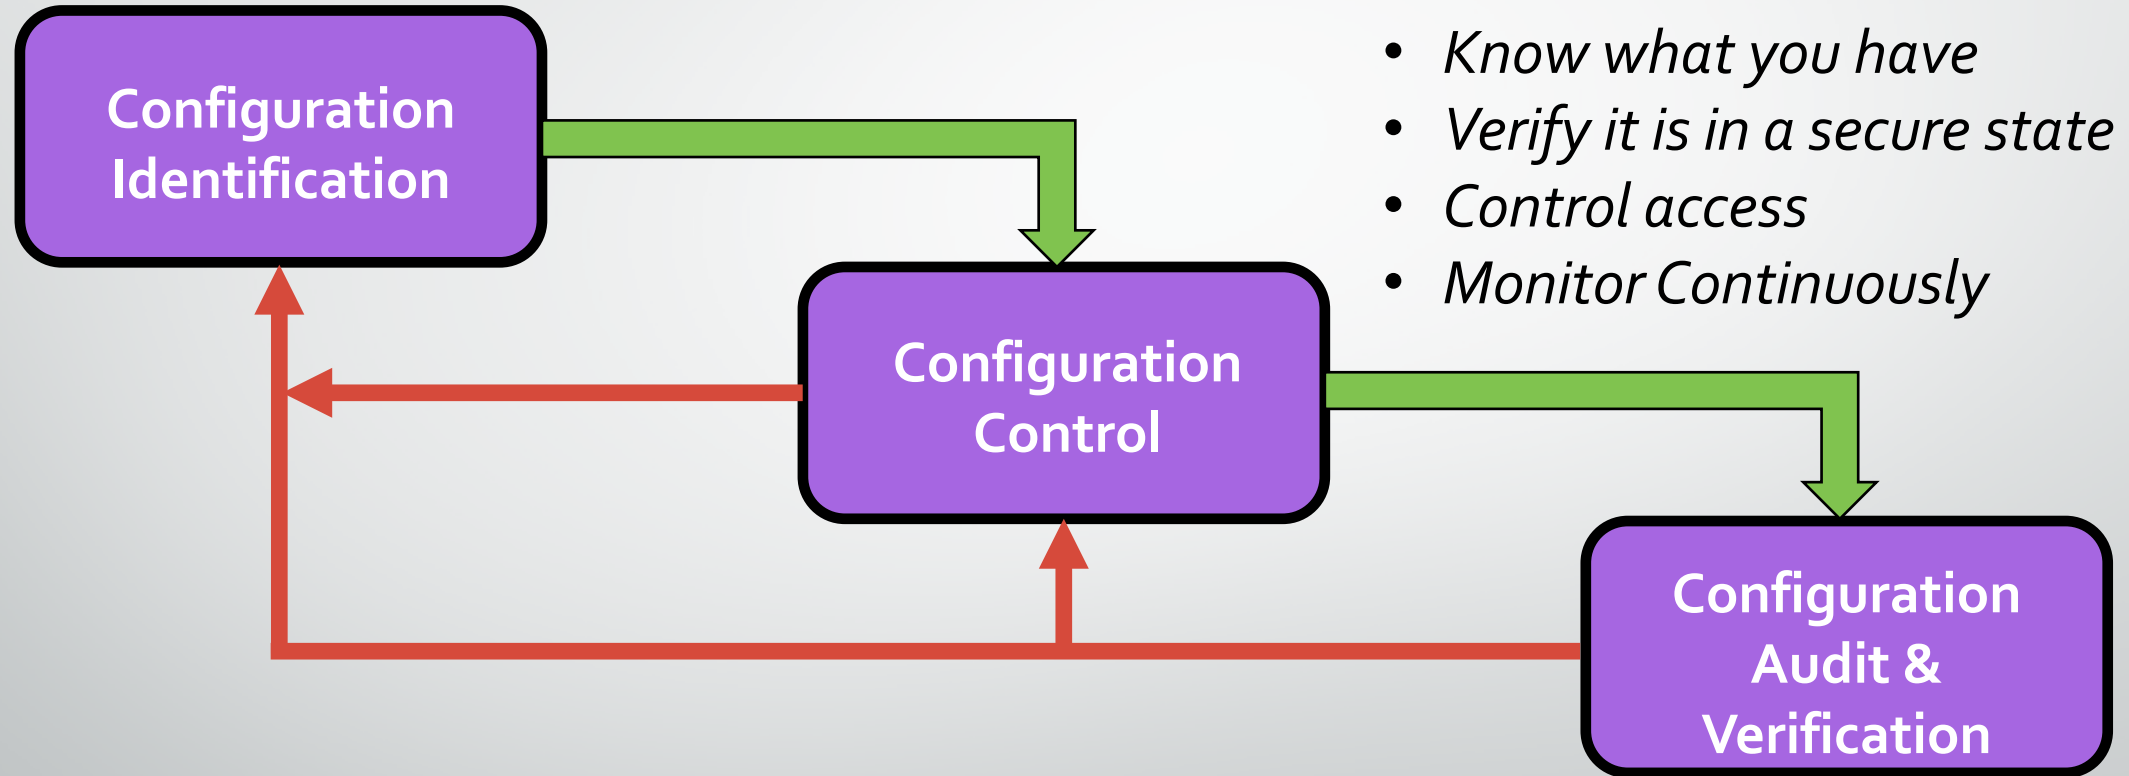 Configuration
Identification
• Know what you have
• Verify it is in a secure state
• Control access
• Monitor Continuously
Configuration
Control
Configuration
Audit &
Verification